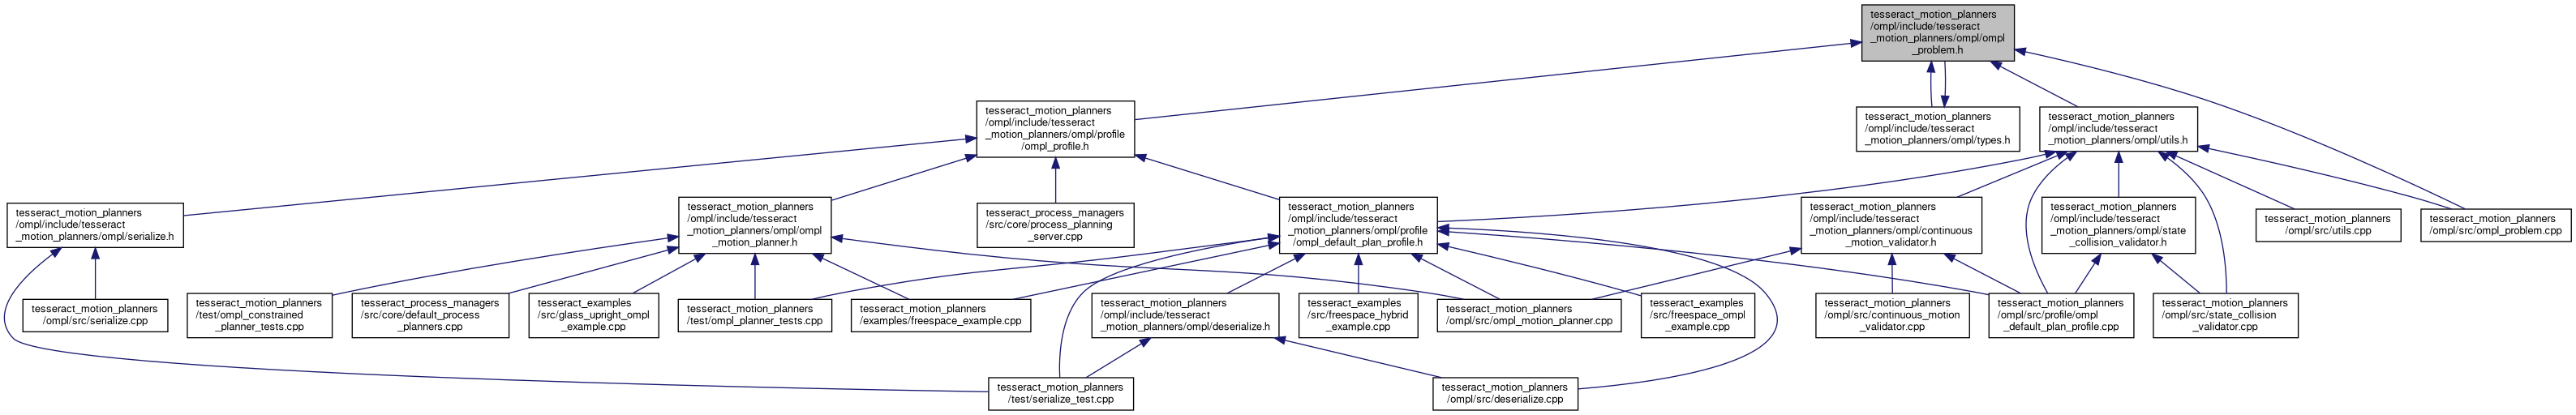 tesseract_motion_planners
/ompl/include/tesseract
_motion_planners/ompl/ompl
_problem.h
tesseract_motion_planners
/ompl/include/tesseract
_motion_planners/ompl/profile
/ompl_profile.h
tesseract_motion_planners
/ompl/include/tesseract
_motion_planners/ompl/types.h
tesseract_motion_planners
/ompl/include/tesseract
_motion_planners/ompl/utils.h
tesseract_motion_planners
/ompl/include/tesseract
_motion_planners/ompl/serialize.h
tesseract_motion_planners
/ompl/include/tesseract
_motion_planners/ompl/ompl
_motion_planner.h
tesseract_process_managers
/src/core/process_planning
_server.cpp
tesseract_motion_planners
/ompl/include/tesseract
_motion_planners/ompl/profile
/ompl_default_plan_profile.h
tesseract_motion_planners
/ompl/include/tesseract
_motion_planners/ompl/continuous
_motion_validator.h
tesseract_motion_planners
/ompl/include/tesseract
_motion_planners/ompl/state
_collision_validator.h
tesseract_motion_planners
/ompl/src/utils.cpp
tesseract_motion_planners
/ompl/src/ompl_problem.cpp
tesseract_motion_planners
/ompl/src/serialize.cpp
tesseract_motion_planners
/test/ompl_constrained
_planner_tests.cpp
tesseract_process_managers
/src/core/default_process
_planners.cpp
tesseract_examples
/src/glass_upright_ompl
_example.cpp
tesseract_motion_planners
/test/ompl_planner_tests.cpp
tesseract_motion_planners
/examples/freespace_example.cpp
tesseract_motion_planners
/ompl/include/tesseract
_motion_planners/ompl/deserialize.h
tesseract_examples
/src/freespace_hybrid
_example.cpp
tesseract_motion_planners
/ompl/src/ompl_motion_planner.cpp
tesseract_examples
/src/freespace_ompl
_example.cpp
tesseract_motion_planners
/ompl/src/continuous_motion
_validator.cpp
tesseract_motion_planners
/ompl/src/profile/ompl
_default_plan_profile.cpp
tesseract_motion_planners
/ompl/src/state_collision
_validator.cpp
tesseract_motion_planners
/test/serialize_test.cpp
tesseract_motion_planners
/ompl/src/deserialize.cpp